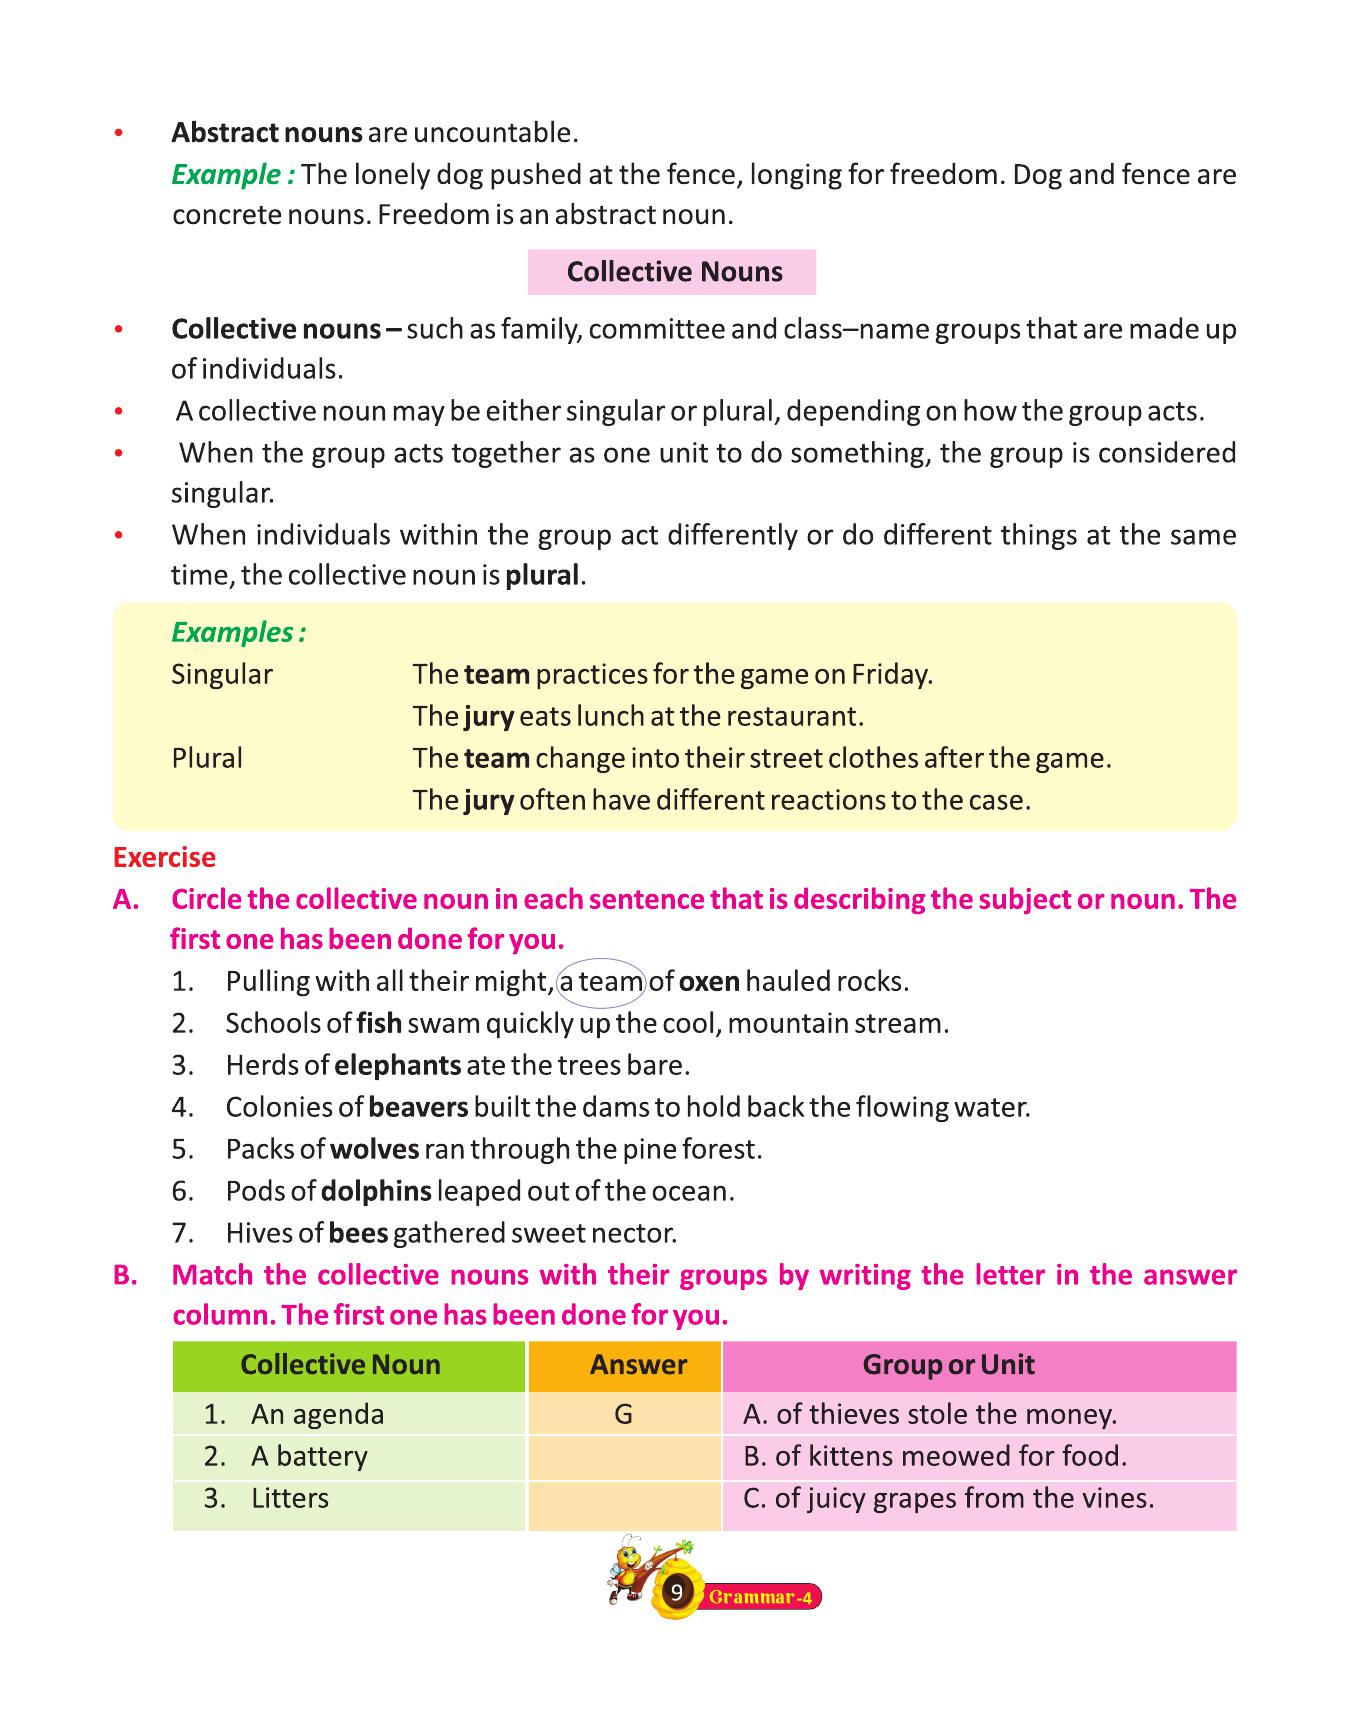 • Abstract nouns are uncountable.
Example : The lonely dog pushed at the fence, longing for freedom. Dog and fence are
concrete nouns. Freedom is an abstract noun.
Collective Nouns
• Collective nouns – such as family, committee and class–name groups that are made up
of individuals.
• A collective noun may be either singular or plural, depending on how the group acts.
• When the group acts together as one unit to do something, the group is considered
singular.
• When individuals within the group act differently or do different things at the same
time, the collective noun is plural.
Examples :
Singular The team practices for the game on Friday.
The jury eats lunch at the restaurant.
Plural The team change into their street clothes after the game.
The jury often have different reactions to the case.
Exercise
A. Circle the collective noun in each sentence that is describing the subject or noun. The
first one has been done for you.
1. Pulling with all their might, a team of oxen hauled rocks.
2. Schools of fish swam quickly up the cool, mountain stream.
3. Herds of elephants ate the trees bare.
4. Colonies of beavers built the dams to hold back the flowing water.
5. Packs of wolves ran through the pine forest.
6. Pods of dolphins leaped out of the ocean.
7. Hives of bees gathered sweet nector.
B. Match the collective nouns with their groups by writing the letter in the answer
column. The first one has been done for you.
Collective Noun Answer Group or Unit
1. An agenda G A. of thieves stole the money.
2. A battery B. of kittens meowed for food.
3. Litters C. of juicy grapes from the vines.
9 Grammar-4